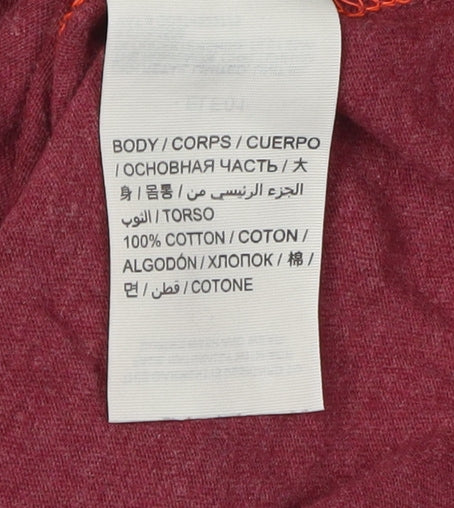 BODY / CORPS / CUERPO
/ ОСНОВНАЯ ЧАСТЬ / 大
身 / 몸통 / الجزء الرئيسي من
النوب / TORSO
100% COTTON / COTON /
ALGODÓN / ХЛОПОК / 棉 /
면 / قطن / COTONE